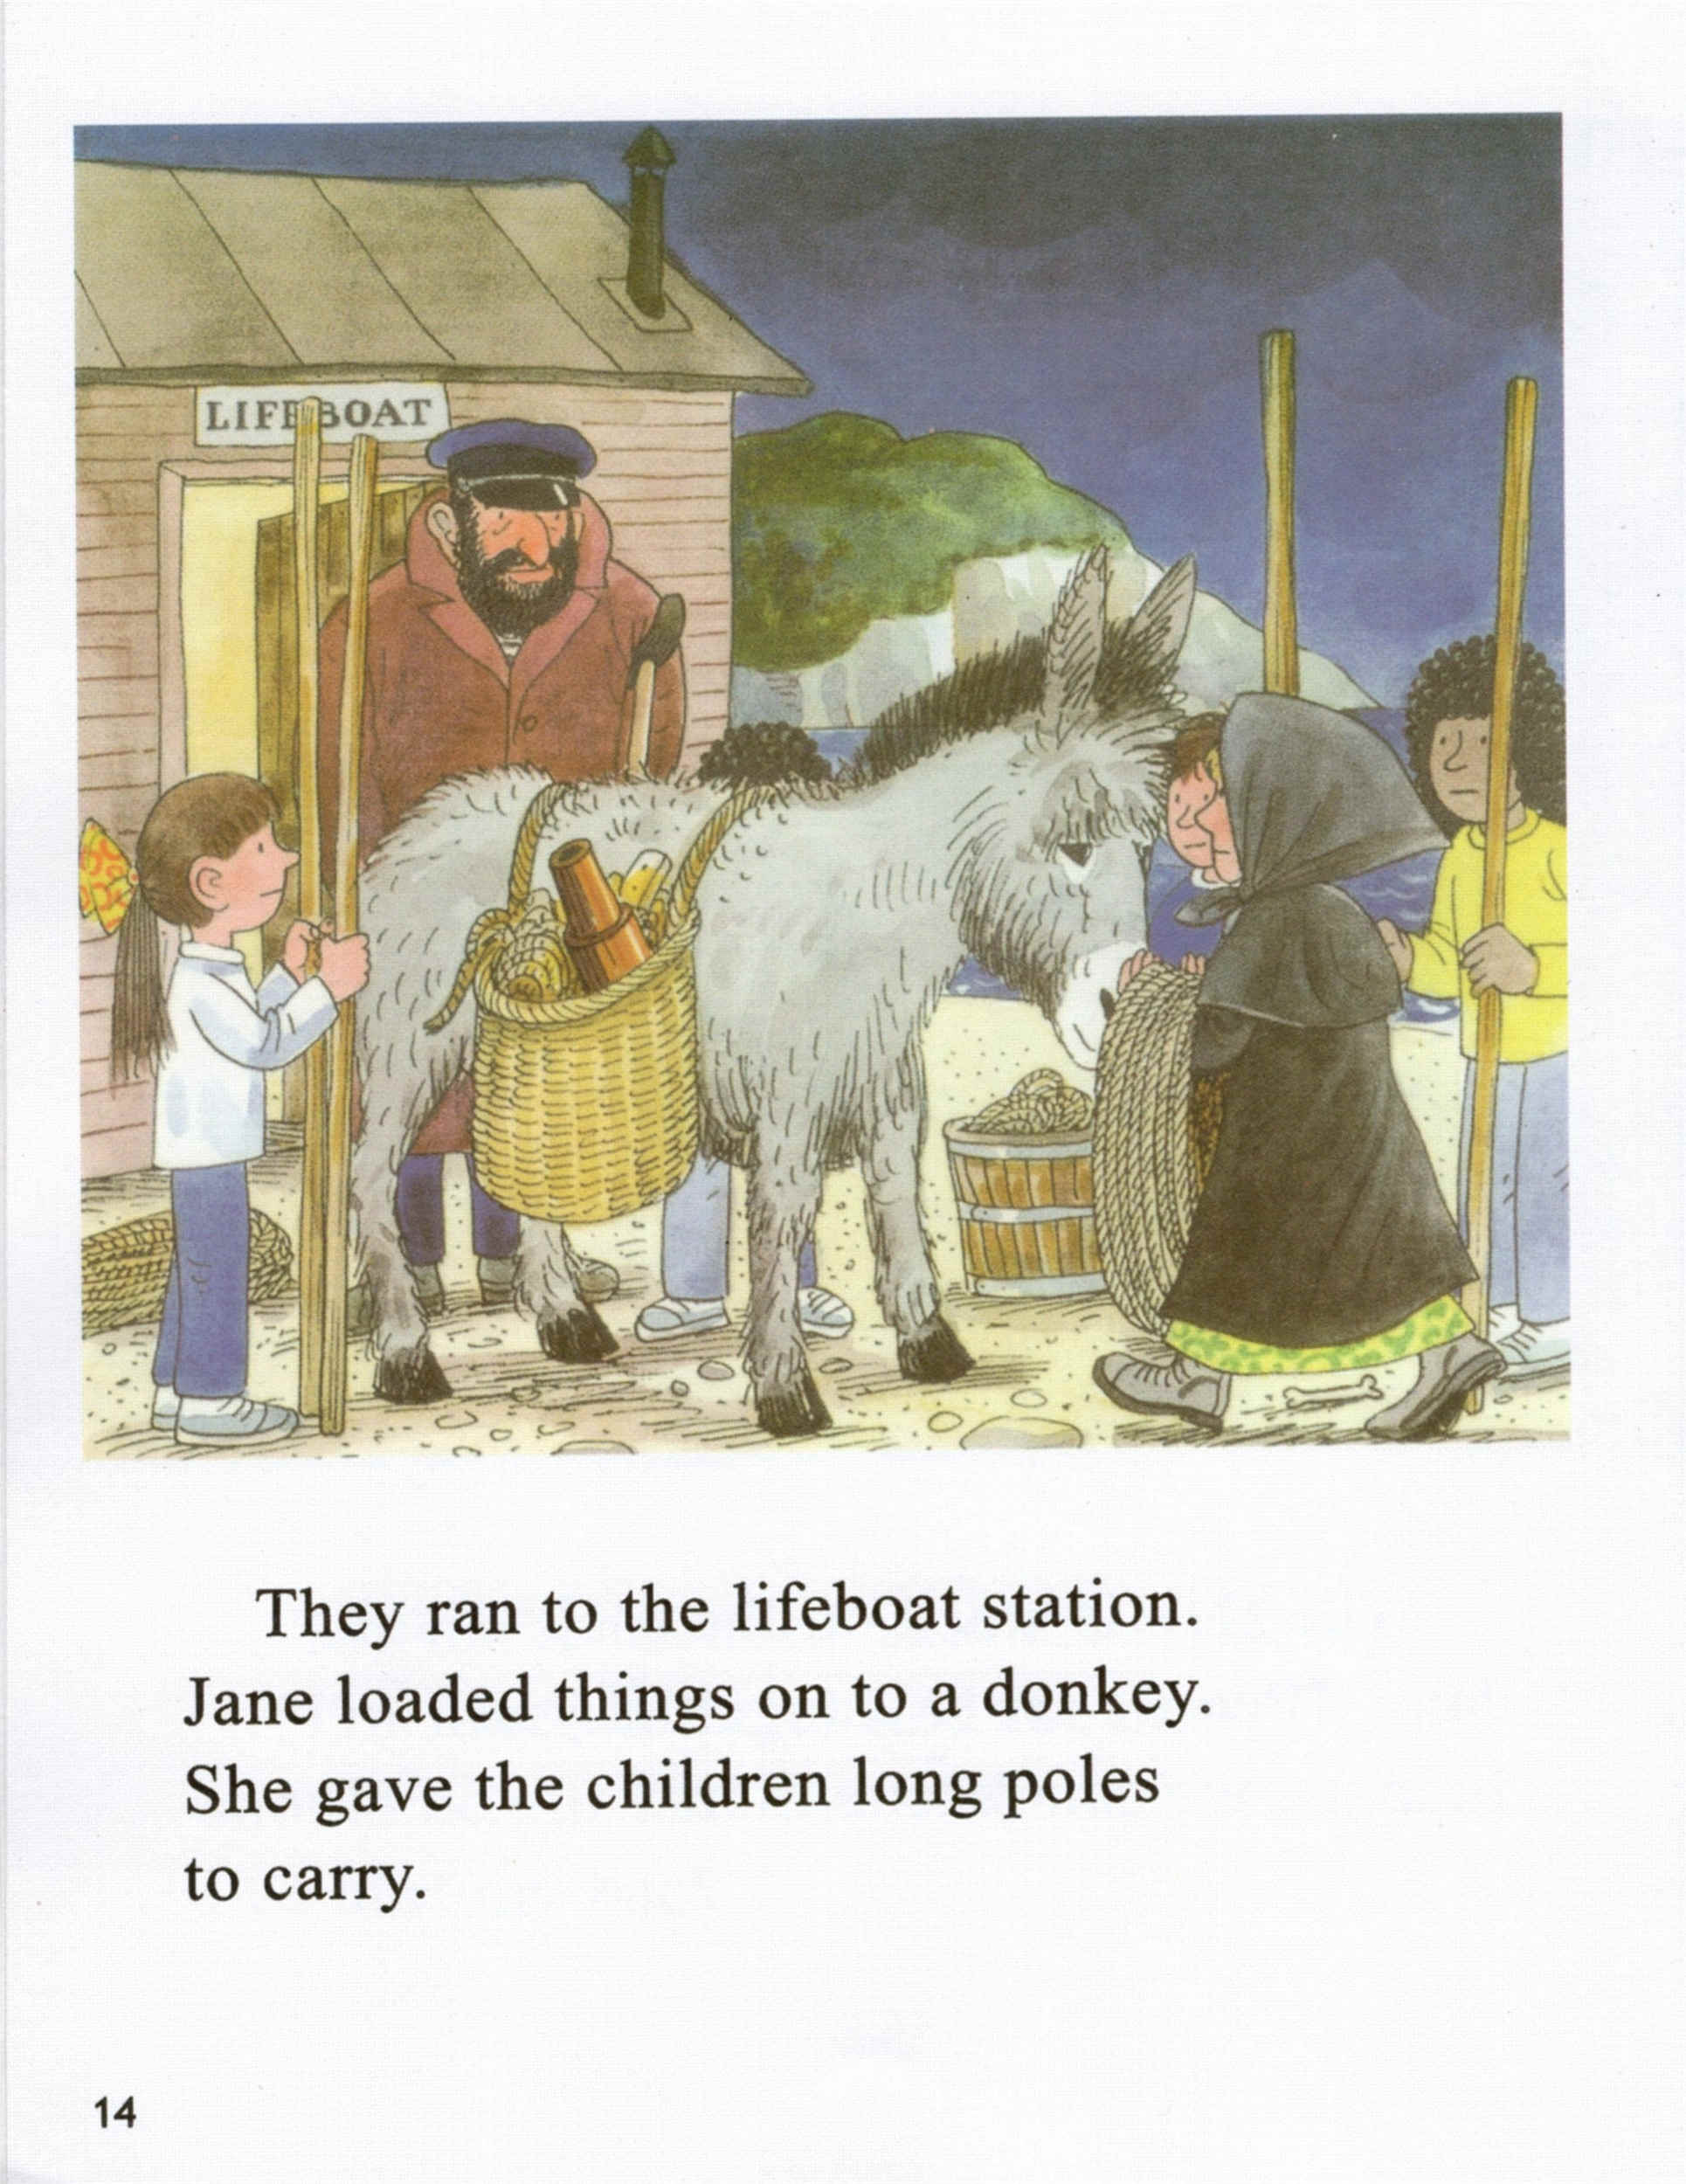 LIFEBOAT
They ran to the lifeboat station.
Jane loaded things on to a donkey.
She gave the children long poles
to carry.
14